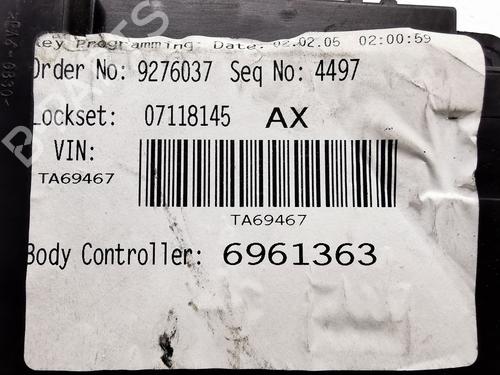 Key Programming: Date: 02.02.05 02:00:59
Order No: 9276037 Seq No: 4497
Lockset: 07118145 AX
VIN:
TA69467
TA69467
Body Controller: 6961363